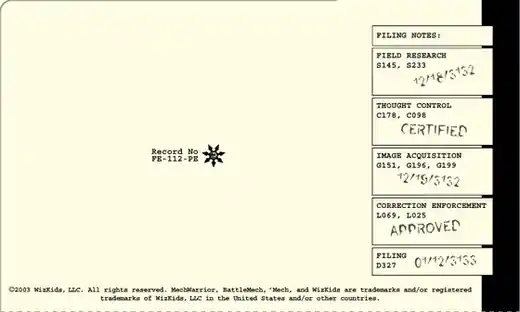 FILING NOTES:
FIELD RESEARCH
S145, S233
12/18/3132
THOUGHT CONTROL
C178, C098
CERTIFIED
Record No
FE-112-PE
IMAGE ACQUISITION
G151, G196, G199
12/19/3132
CORRECTION ENFORCEMENT
L069, L025
APPROVED
FILING
D327
01/12/3133
©2003 WizKids, LLC. All rights reserved. MechWarrior, BattleMech, 'Mech, and WizKids are trademarks and/or registered
trademarks of WizKids, LLC in the United States and/or other countries.